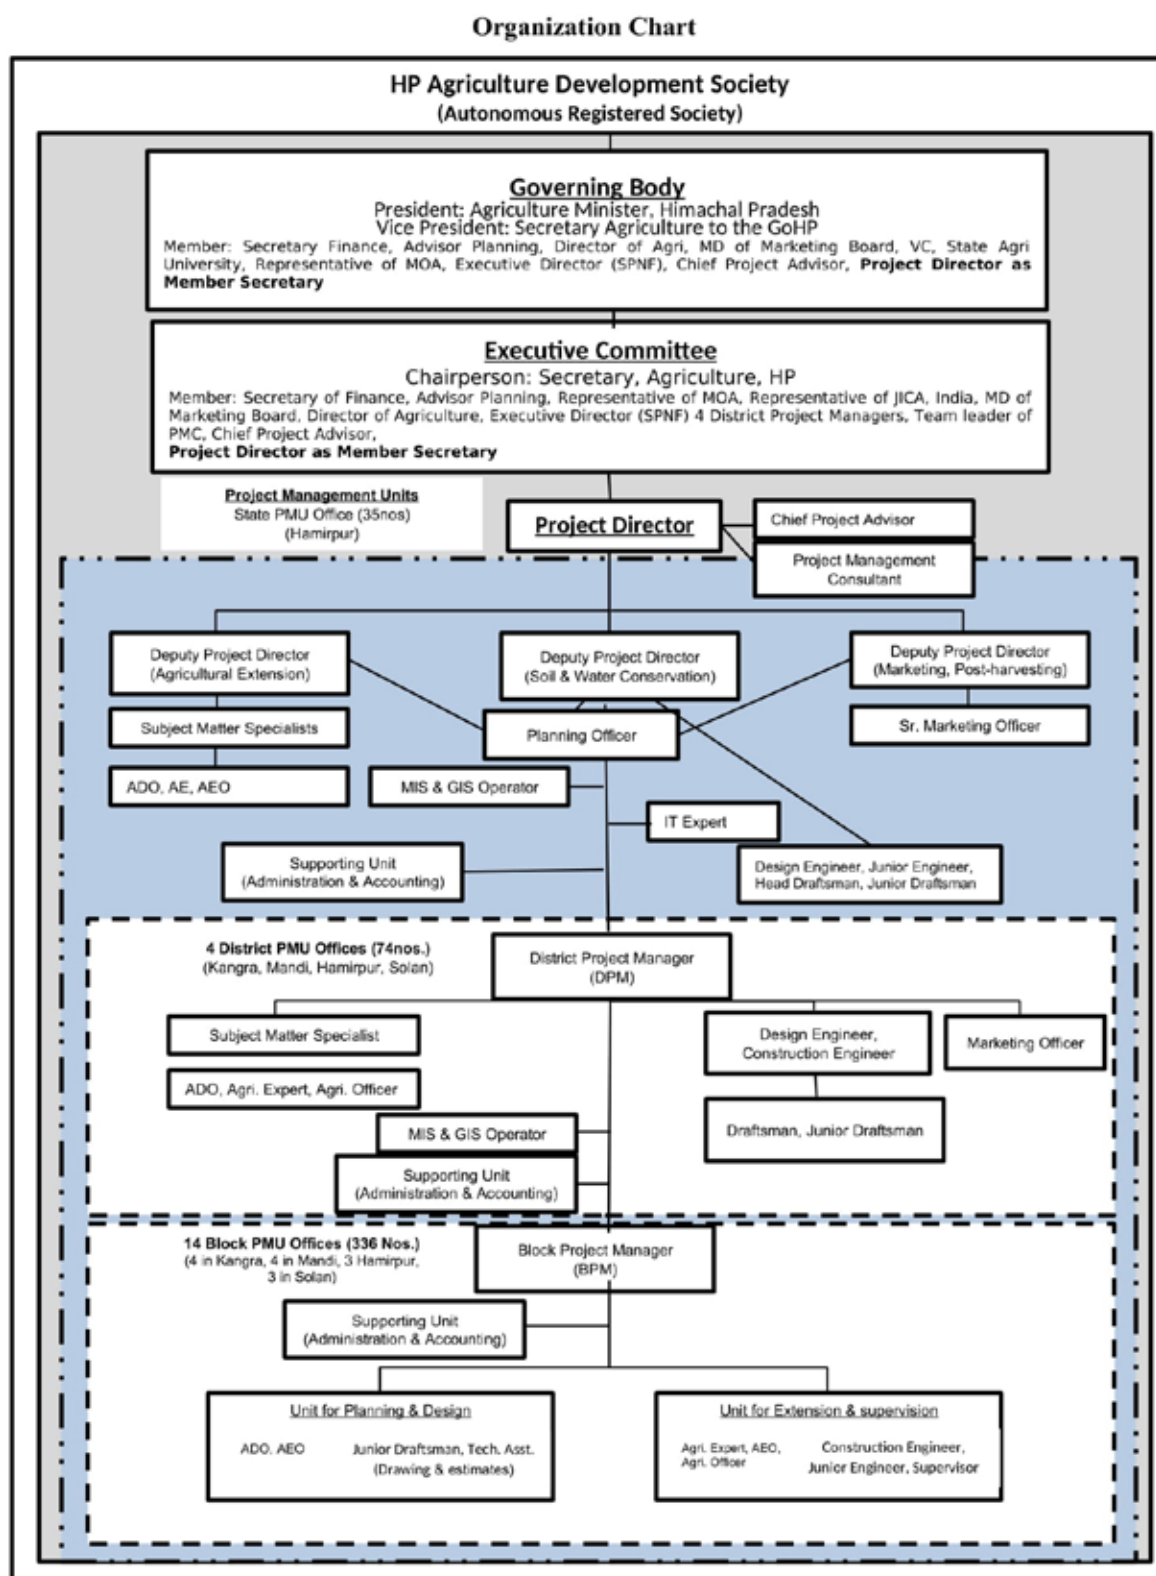 Organization Chart
HP Agriculture Development Society
(Autonomous Registered Society)
Governing Body
President: Agriculture Minister, Himachal Pradesh
Vice President: Secretary Agriculture to the GoHP
Member: Secretary Finance, Advisor Planning, Director of Agri, MD of Marketing Board, VC, State Agri
University, Representative of MOA, Executive Director (SPNF), Chief Project Advisor, Project Director as
Member Secretary
Executive Committee
Chairperson: Secretary, Agriculture, HP
Member: Secretary of Finance, Advisor Planning, Representative of MOA, Representative of JICA, India, MD of
Marketing Board, Director of Agriculture, Executive Director (SPNF) 4 District Project Managers, Team leader of
PMC, Chief Project Advisor,
Project Director as Member Secretary
Project Management Units
State PMU Office (35nos)
(Hamirpur)
Project Director
Chief Project Advisor
Project Management
Consultant
Deputy Project Director
(Agricultural Extension)
Deputy Project Director
(Soil & Water Conservation)
Deputy Project Director
(Marketing, Post-harvesting)
Subject Matter Specialists
Planning Officer
Sr. Marketing Officer
ADO, AE, AEO
MIS & GIS Operator
IT Expert
Supporting Unit
(Administration & Accounting)
Design Engineer, Junior Engineer,
Head Draftsman, Junior Draftsman
4 District PMU Offices (74nos.)
(Kangra, Mandi, Hamirpur, Solan)
District Project Manager
(DPM)
Subject Matter Specialist
Design Engineer,
Construction Engineer
Marketing Officer
ADO, Agri. Expert, Agri. Officer
MIS & GIS Operator
Draftsman, Junior Draftsman
Supporting Unit
(Administration & Accounting)
14 Block PMU Offices (336 Nos.)
(4 in Kangra, 4 in Mandi, 3 Hamirpur,
3 in Solan)
Block Project Manager
(BPM)
Supporting Unit
(Administration & Accounting)
Unit for Planning & Design
ADO, AEO
Junior Draftsman, Tech. Asst.
(Drawing & estimates)
Unit for Extension & supervision
Agri. Expert, AEO,
Agri. Officer
Construction Engineer,
Junior Engineer, Supervisor